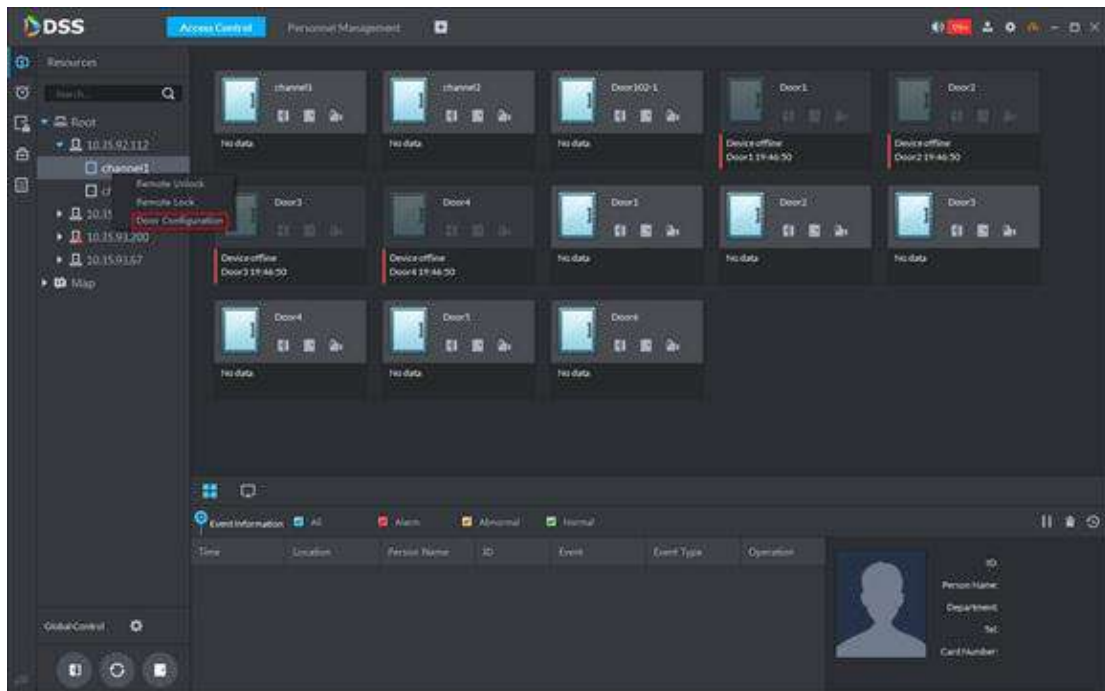 DSS
Access Control
Personnel Management
Resources
Search...
Root
10.35.92.112
channel1
Remote Unlock
Remote Lock
Door Configuration
10.35.93.200
10.35.93.67
Map
channel1
No data
channel2
No data
Door102-1
No data
Door1
Device offline
Door1 19:46:50
Door2
Device offline
Door2 19:46:50
Door3
Device offline
Door3 19:46:50
Door4
Device offline
Door4 19:46:50
Door1
No data
Door2
No data
Door3
No data
Door4
No data
Door5
No data
Door6
No data
Event Information
All
Alarm
Abnormal
Normal
Time
Location
Person Name
ID
Event
Event Type
Operation
ID:
Person Name:
Department:
Tel:
Card Number:
Global Control